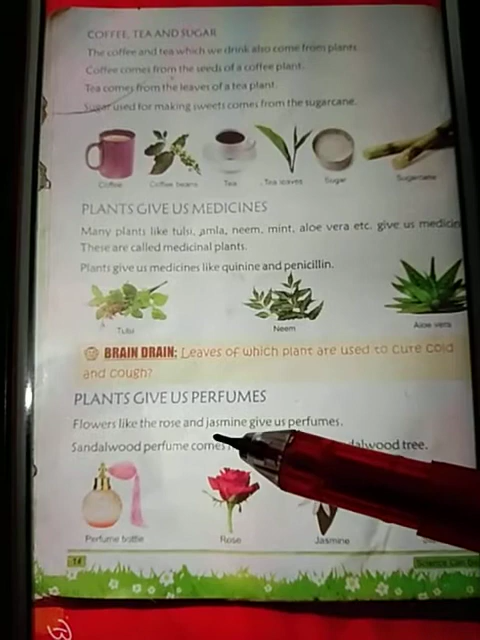 COFFEE, TEA AND SUGAR
The coffee and tea which we drink also come from plants.
Coffee comes from the seeds of a coffee plant.
Tea comes from the leaves of a tea plant.
Sugar used for making sweets comes from the sugarcane.
Coffee Coffee beans Tea Tea leaves Sugar Sugarcane
PLANTS GIVE US MEDICINES
Many plants like tulsi, amla, neem, mint, aloe vera etc. give us medicin
These are called medicinal plants.
Plants give us medicines like quinine and penicillin.
Tulsi Neem Aloe vera
BRAIN DRAIN: Leaves of which plant are used to cure cold
and cough?
PLANTS GIVE US PERFUMES
Flowers like the rose and jasmine give us perfumes.
Sandalwood perfume comes dalwood tree.
Perfume bottle Rose Jasmine
14 Science Can B